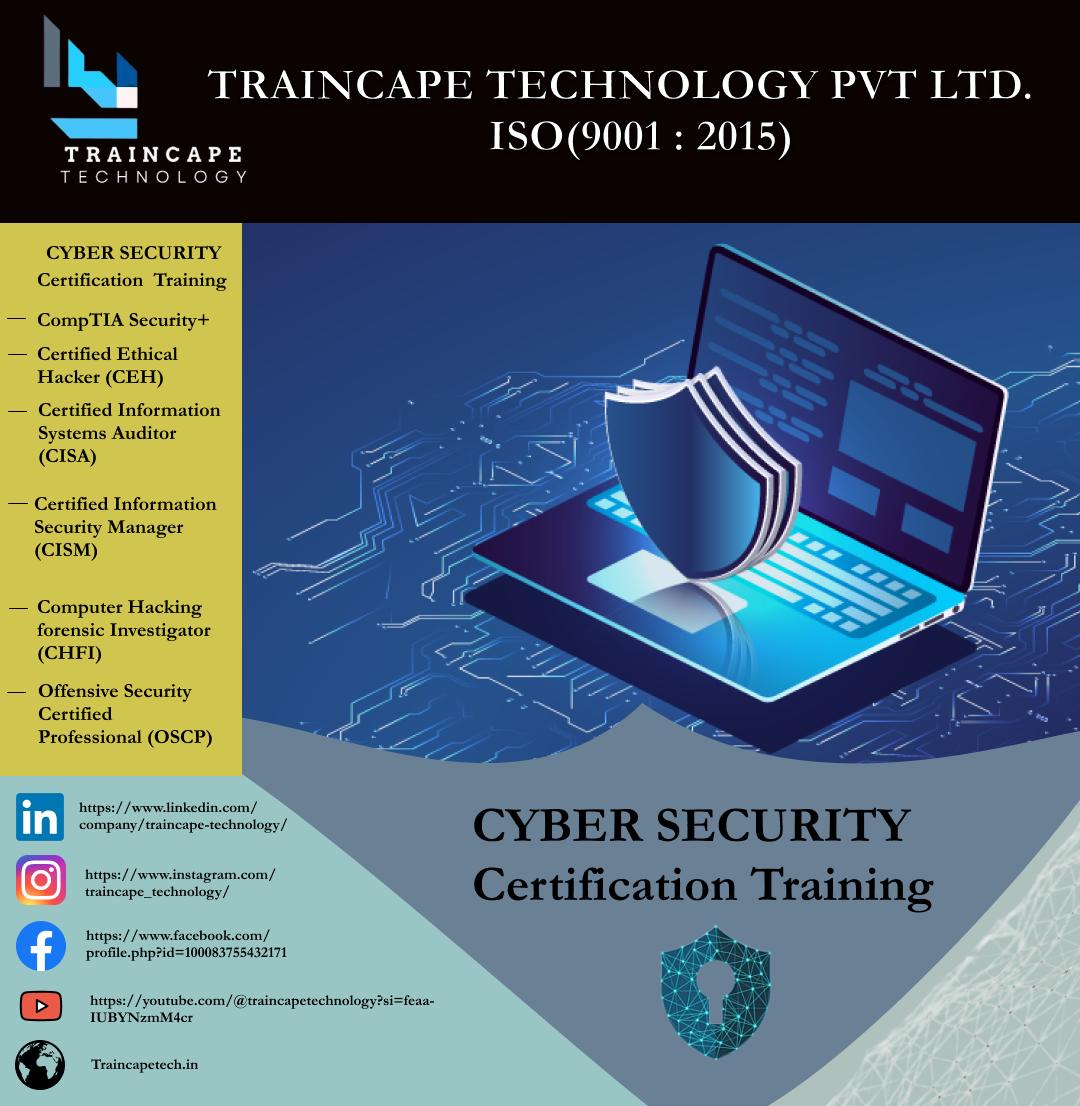 TRAINCAPE
TECHNOLOGY
TRAINCAPE TECHNOLOGY PVT LTD.
ISO(9001 : 2015)
CYBER SECURITY
Certification Training
CompTIA Security+
Certified Ethical
Hacker (CEH)
Certified Information
Systems Auditor
(CISA)
Certified Information
Security Manager
(CISM)
Computer Hacking
forensic Investigator
(CHFI)
Offensive Security
Certified
Professional (OSCP)
CYBER SECURITY
Certification Training
in
https://www.linkedin.com/
company/traincape-technology/
https://www.instagram.com/
traincape_technology/
https://www.facebook.com/
profile.php?id=100083755432171
https://youtube.com/@traincapetechnology?si=feaa-
IUBYNzmM4cr
Traincapetech.in